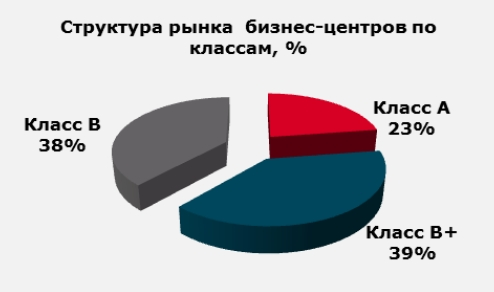 Структура рынка бизнес-центров по
классам, %
Класс А
23%
Класс В
38%
Класс В+
39%